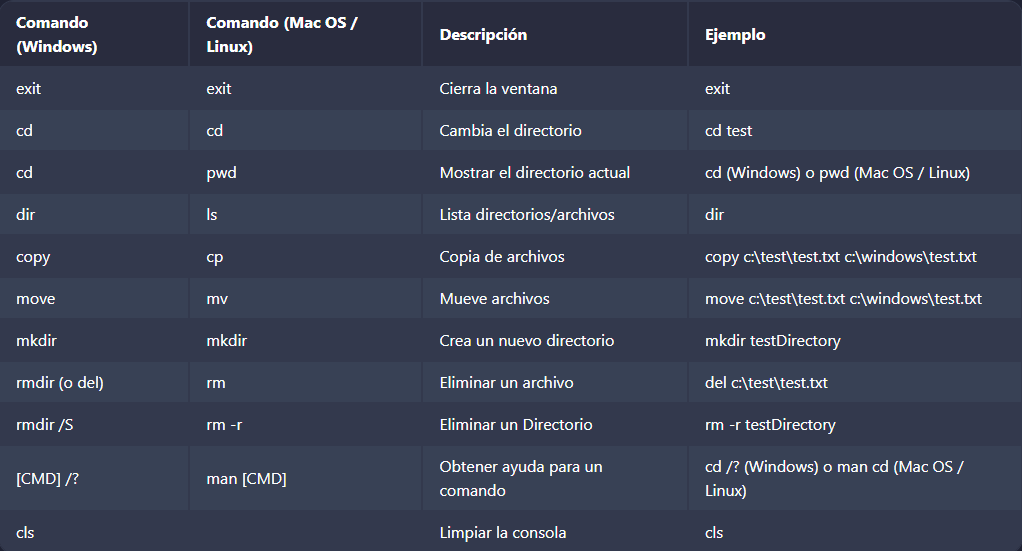 Comando (Windows) Comando (Mac OS / Linux) Descripción Ejemplo
exit exit Cierra la ventana exit
cd cd Cambia el directorio cd test
cd pwd Mostrar el directorio actual cd (Windows) o pwd (Mac OS / Linux)
dir ls Lista directorios/archivos dir
copy cp Copia de archivos copy c:\test\test.txt c:\windows\test.txt
move mv Mueve archivos move c:\test\test.txt c:\windows\test.txt
mkdir mkdir Crea un nuevo directorio mkdir testDirectory
rmdir (o del) rm Eliminar un archivo del c:\test\test.txt
rmdir /S rm -r Eliminar un Directorio rm -r testDirectory
[CMD] /? man [CMD] Obtener ayuda para un comando cd /? (Windows) o man cd (Mac OS / Linux)
cls Limpiar la consola cls